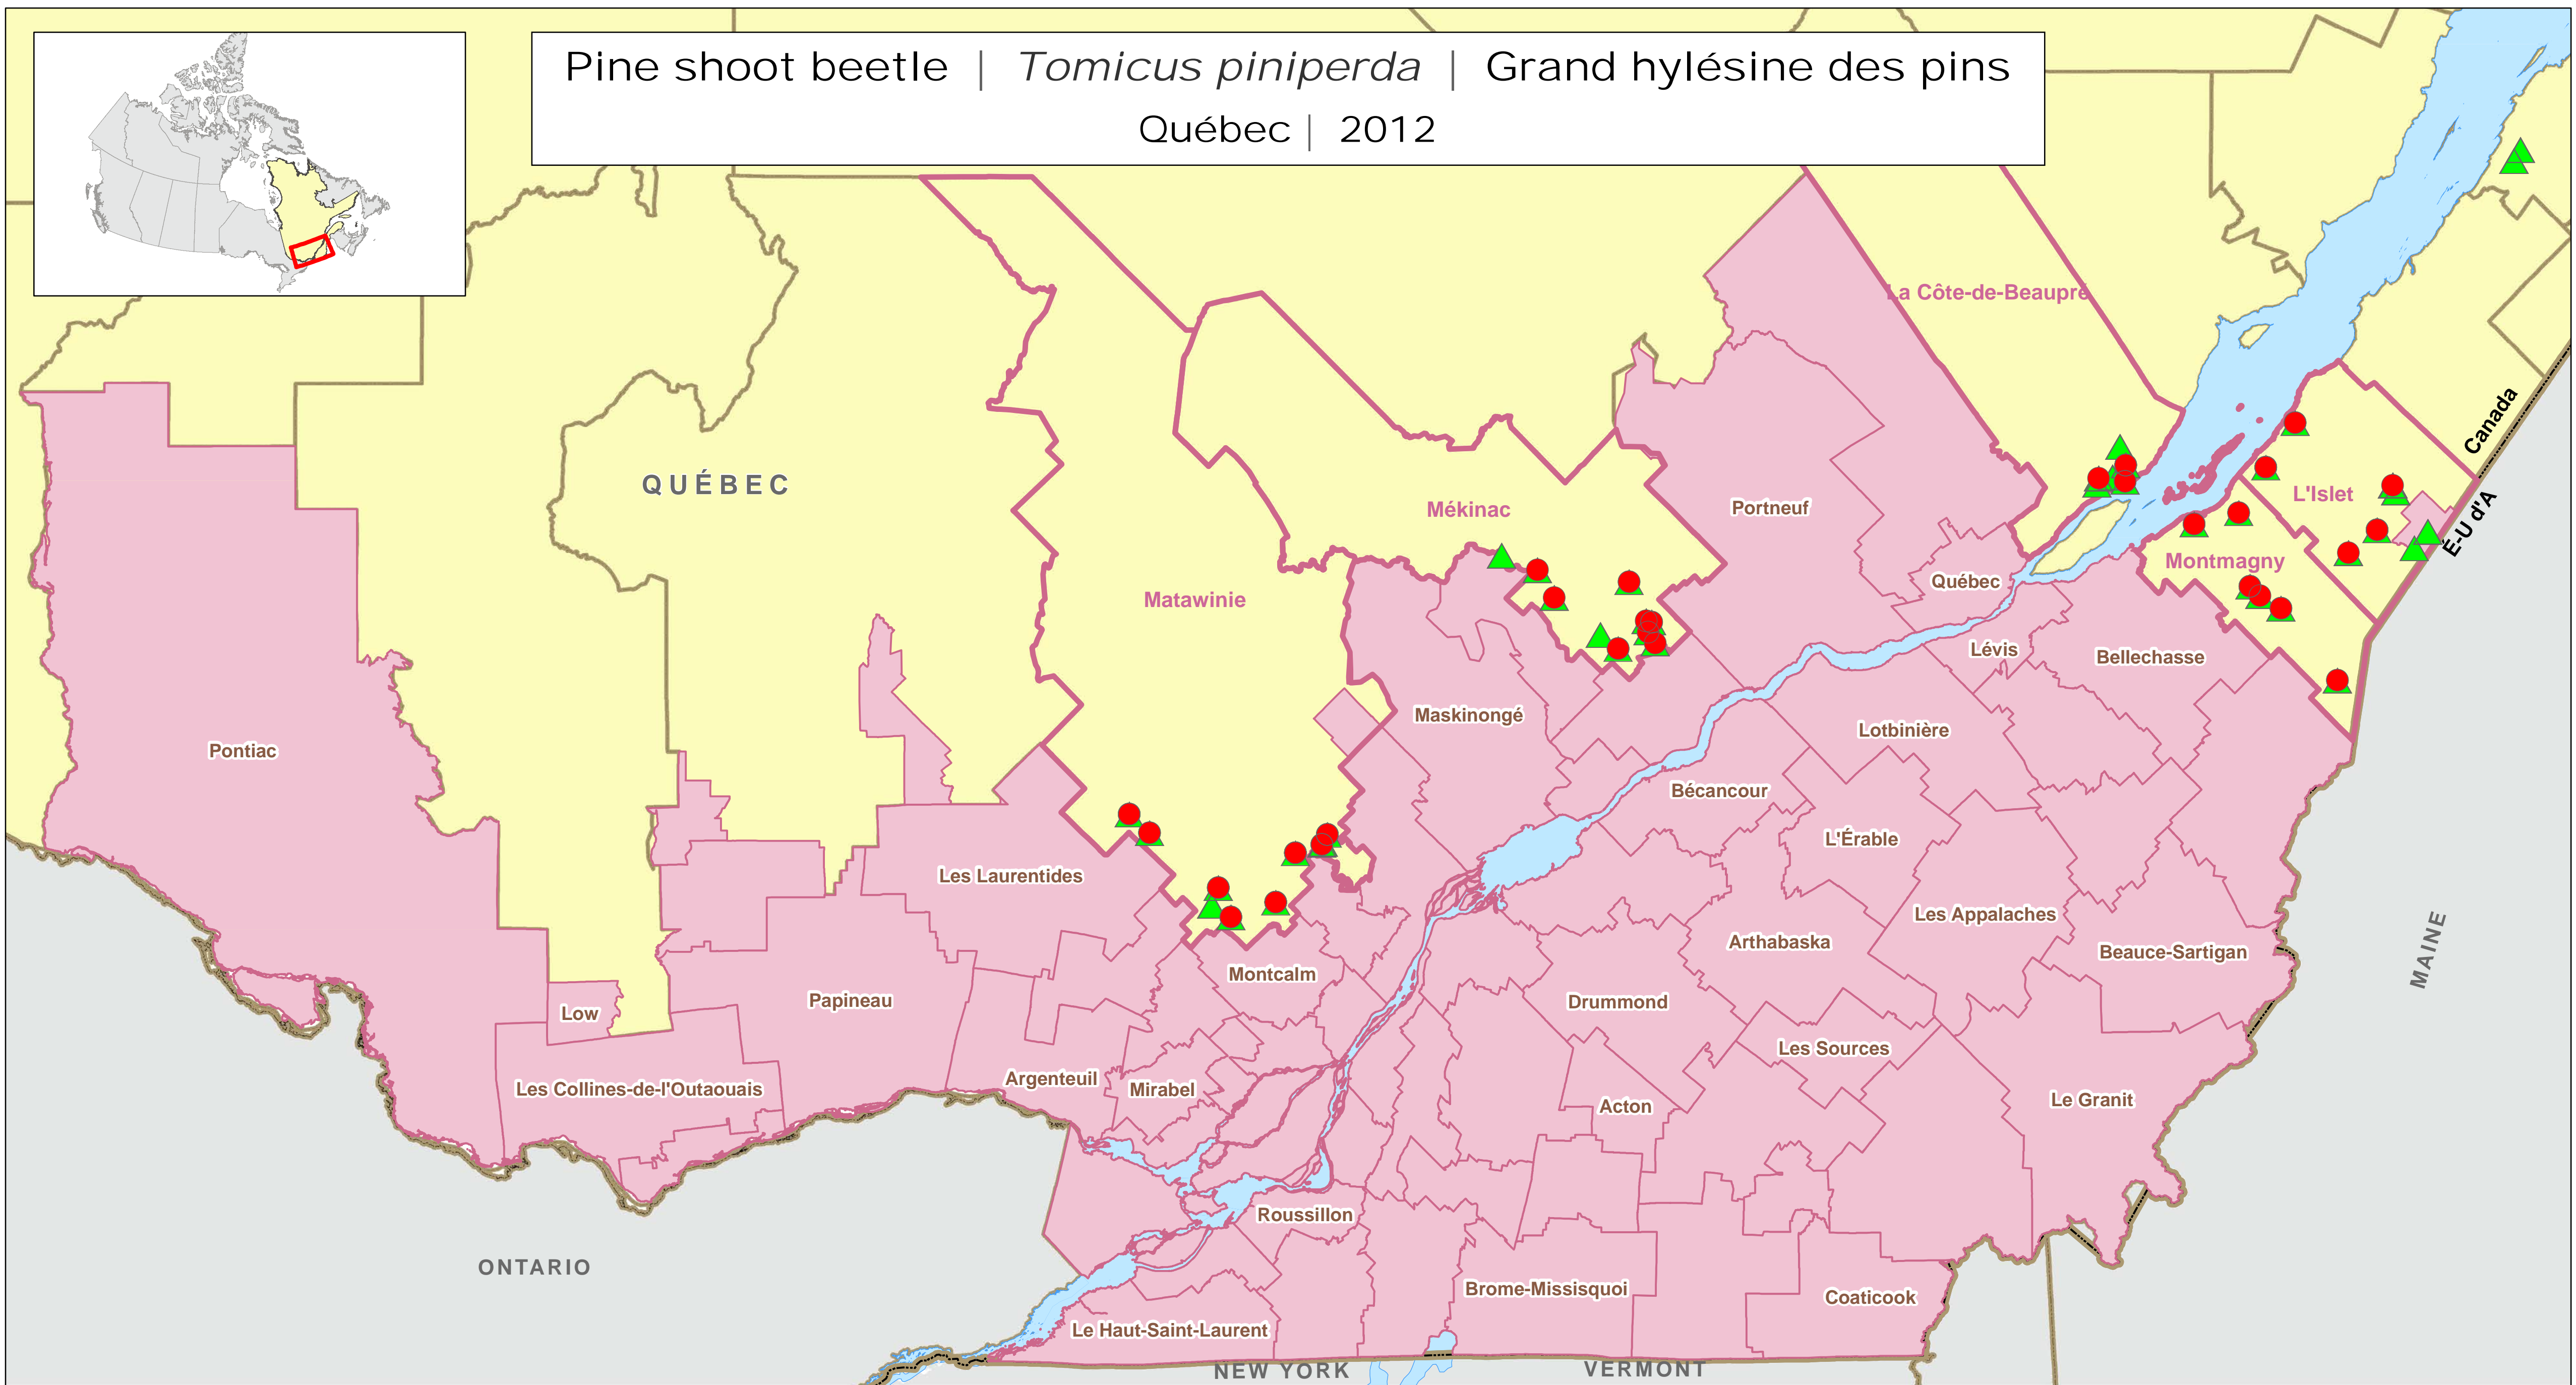 Pine shoot beetle | Tomicus piniperda | Grand hylésine des pins
Québec | 2012
La Côte-de-Beaupré
Canada
É-U d'A
QUÉBEC
L'Islet
Mékinac
Portneuf
Montmagny
Québec
Matawinie
Lévis
Bellechasse
Maskinongé
Lotbinière
Pontiac
Bécancour
L'Érable
Les Laurentides
Les Appalaches
Arthabaska
Beauce-Sartigan
MAINE
Montcalm
Papineau
Drummond
Low
Les Sources
Argenteuil
Mirabel
Les Collines-de-l'Outaouais
Acton
Le Granit
Roussillon
ONTARIO
Brome-Missisquoi
Coaticook
Le Haut-Saint-Laurent
NEW YORK
VERMONT